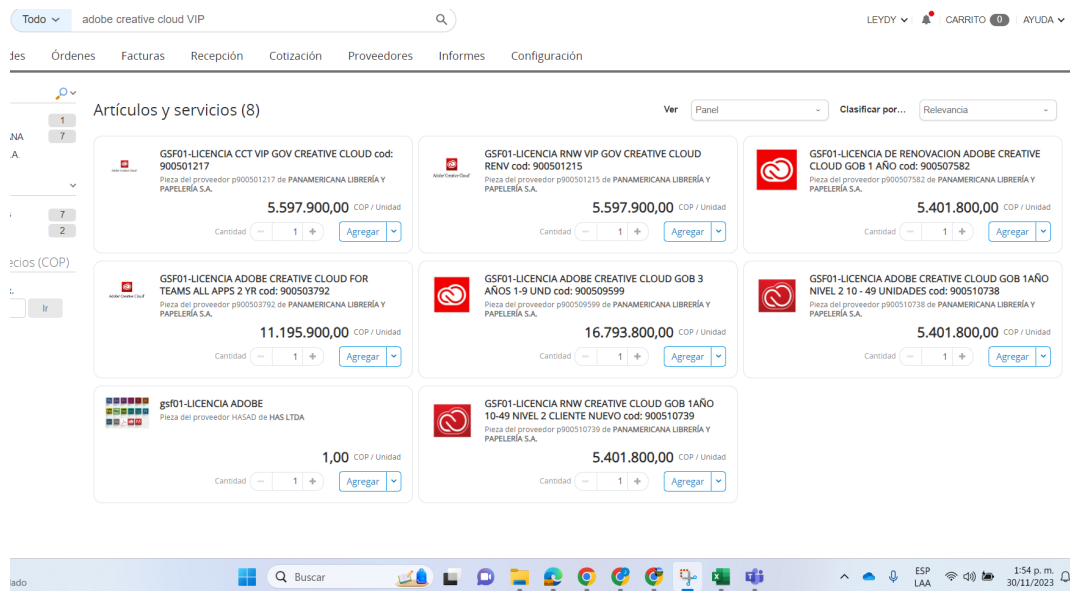 Todo adobe creative cloud VIP LEYDY CARRITO 0 AYUDA
des Órdenes Facturas Recepción Cotización Proveedores Informes Configuración
Artículos y servicios (8) Ver Panel Clasificar por... Relevancia
1
NA 7
.A.
7
2
ecios (COP)
Ir
GSF01-LICENCIA CCT VIP GOV CREATIVE CLOUD cod:
900501217
Pieza del proveedor p900501217 de PANAMERICANA LIBRERÍA Y
PAPELERÍA S.A.
5.597.900,00 COP / Unidad
Cantidad − 1 + Agregar
GSF01-LICENCIA RNW VIP GOV CREATIVE CLOUD
RENV cod: 900501215
Pieza del proveedor p900501215 de PANAMERICANA LIBRERÍA Y
PAPELERÍA S.A.
5.597.900,00 COP / Unidad
Cantidad − 1 + Agregar
GSF01-LICENCIA DE RENOVACION ADOBE CREATIVE
CLOUD GOB 1 AÑO cod: 900507582
Pieza del proveedor p900507582 de PANAMERICANA LIBRERÍA Y
PAPELERÍA S.A.
5.401.800,00 COP / Unidad
Cantidad − 1 + Agregar
GSF01-LICENCIA ADOBE CREATIVE CLOUD FOR
TEAMS ALL APPS 2 YR cod: 900503792
Pieza del proveedor p900503792 de PANAMERICANA LIBRERÍA Y
PAPELERÍA S.A.
11.195.900,00 COP / Unidad
Cantidad − 1 + Agregar
GSF01-LICENCIA ADOBE CREATIVE CLOUD GOB 3
AÑOS 1-9 UND cod: 900509599
Pieza del proveedor p900509599 de PANAMERICANA LIBRERÍA Y
PAPELERÍA S.A.
16.793.800,00 COP / Unidad
Cantidad − 1 + Agregar
GSF01-LICENCIA ADOBE CREATIVE CLOUD GOB 1AÑO
NIVEL 2 10 - 49 UNIDADES cod: 900510738
Pieza del proveedor p900510738 de PANAMERICANA LIBRERÍA Y
PAPELERÍA S.A.
5.401.800,00 COP / Unidad
Cantidad − 1 + Agregar
gsf01-LICENCIA ADOBE
Pieza del proveedor HASAD de HAS LTDA
1,00 COP / Unidad
Cantidad − 1 + Agregar
GSF01-LICENCIA RNW CREATIVE CLOUD GOB 1AÑO
10-49 NIVEL 2 CLIENTE NUEVO cod: 900510739
Pieza del proveedor p900510739 de PANAMERICANA LIBRERÍA Y
PAPELERÍA S.A.
5.401.800,00 COP / Unidad
Cantidad − 1 + Agregar
lado Buscar ESP 1:54 p. m.
LAA 30/11/2023